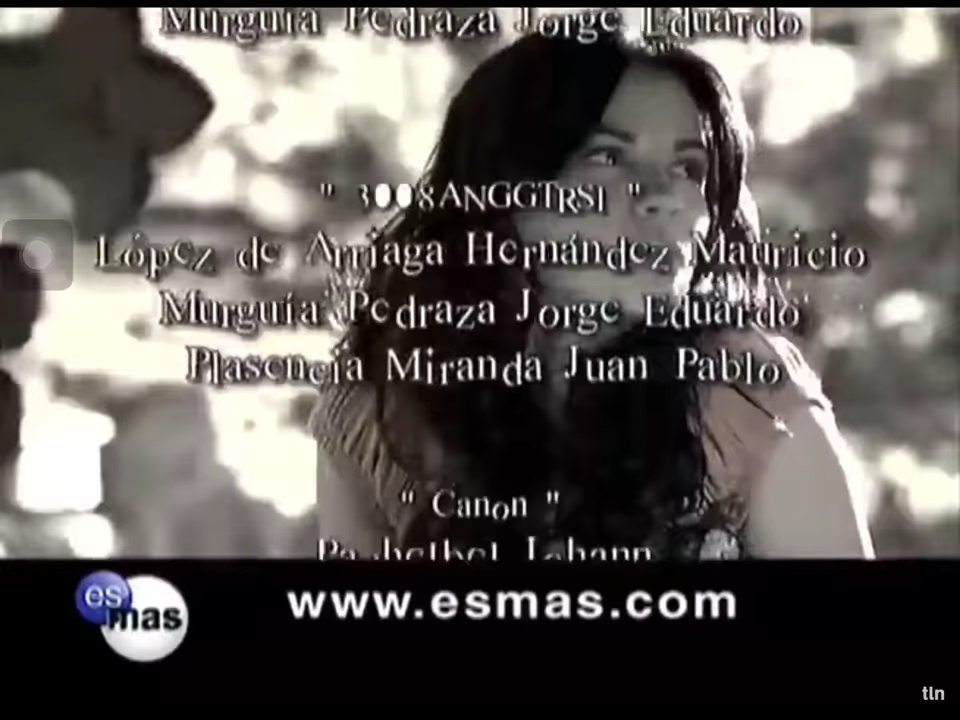 Murguía Pedraza Jorge Eduardo
" 3008ANGGTRSI "
López de Arriaga Hernández Mauricio
Murguía Pedraza Jorge Eduardo
Plasencia Miranda Juan Pablo
" Canon "
Johann
es mas
www.esmas.com
tln